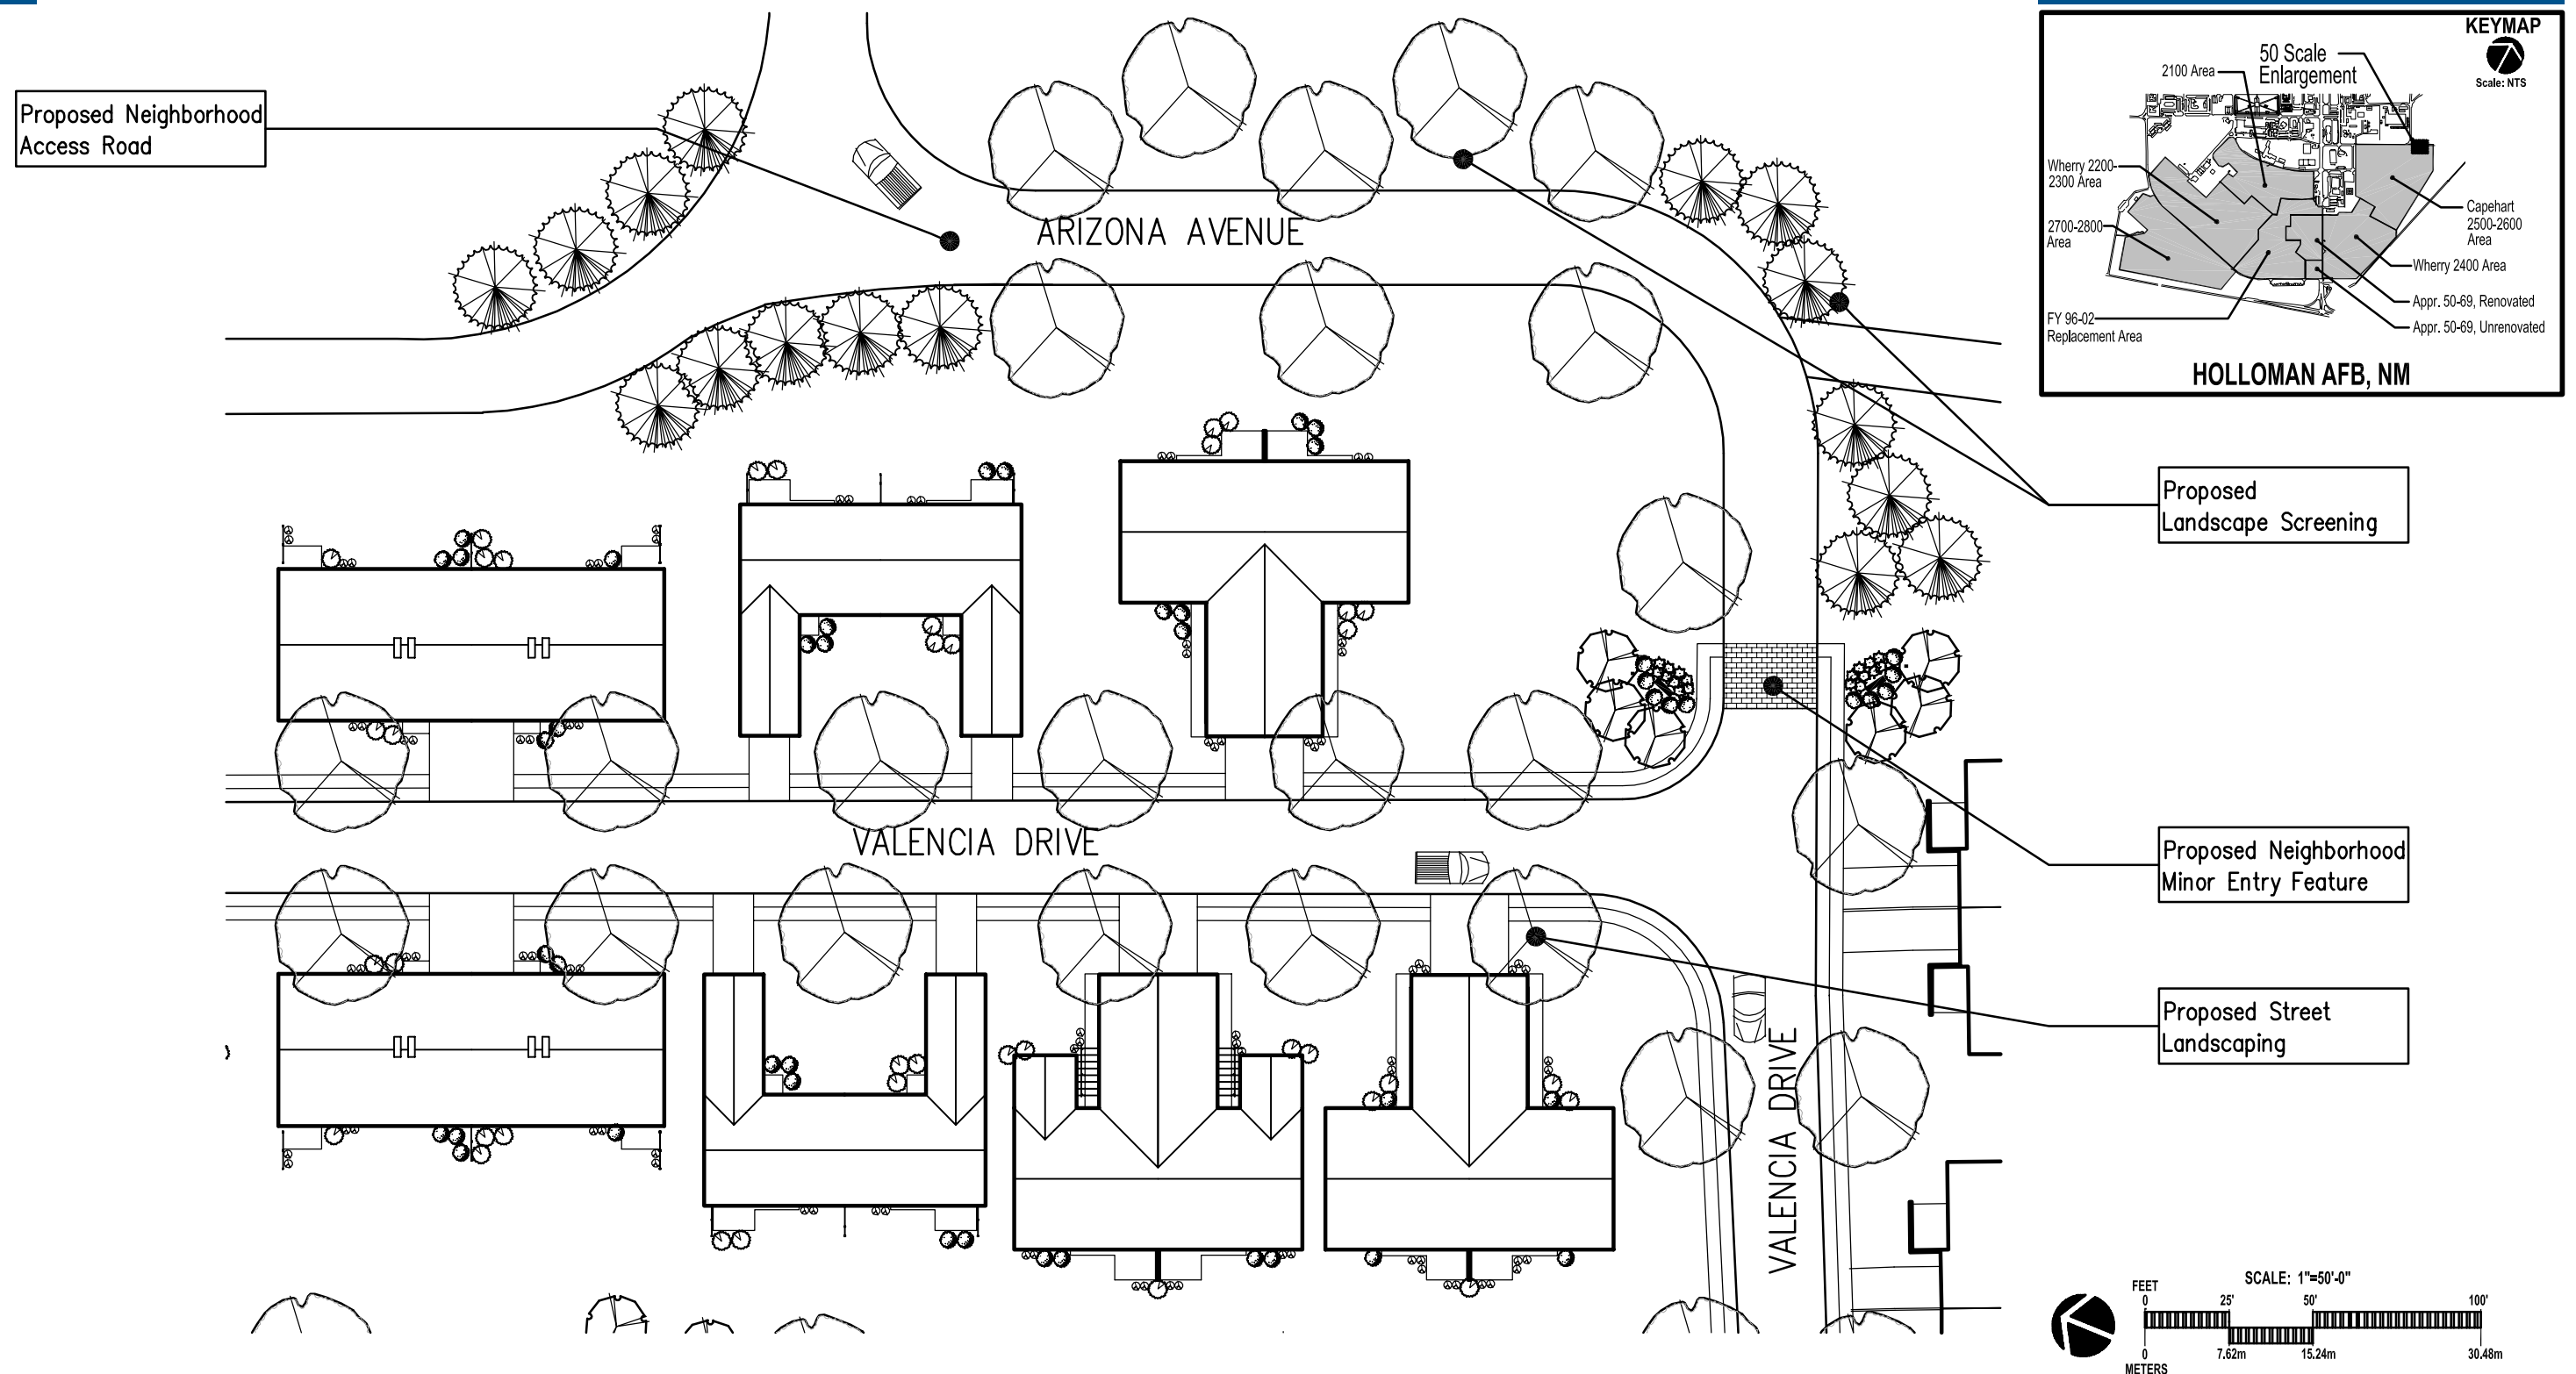 Proposed Neighborhood
Access Road
ARIZONA AVENUE
VALENCIA DRIVE
VALENCIA DRIVE
KEYMAP
Scale: NTS
50 Scale
Enlargement
2100 Area
Wherry 2200-
2300 Area
2700-2800
Area
FY 96-02
Replacement Area
Capehart
2500-2600
Area
Wherry 2400 Area
Appr. 50-69, Renovated
Appr. 50-69, Unrenovated
HOLLOMAN AFB, NM
Proposed
Landscape Screening
Proposed Neighborhood
Minor Entry Feature
Proposed Street
Landscaping
SCALE: 1"=50'-0"
FEET
0 25' 50' 100'
0 7.62m 15.24m 30.48m
METERS